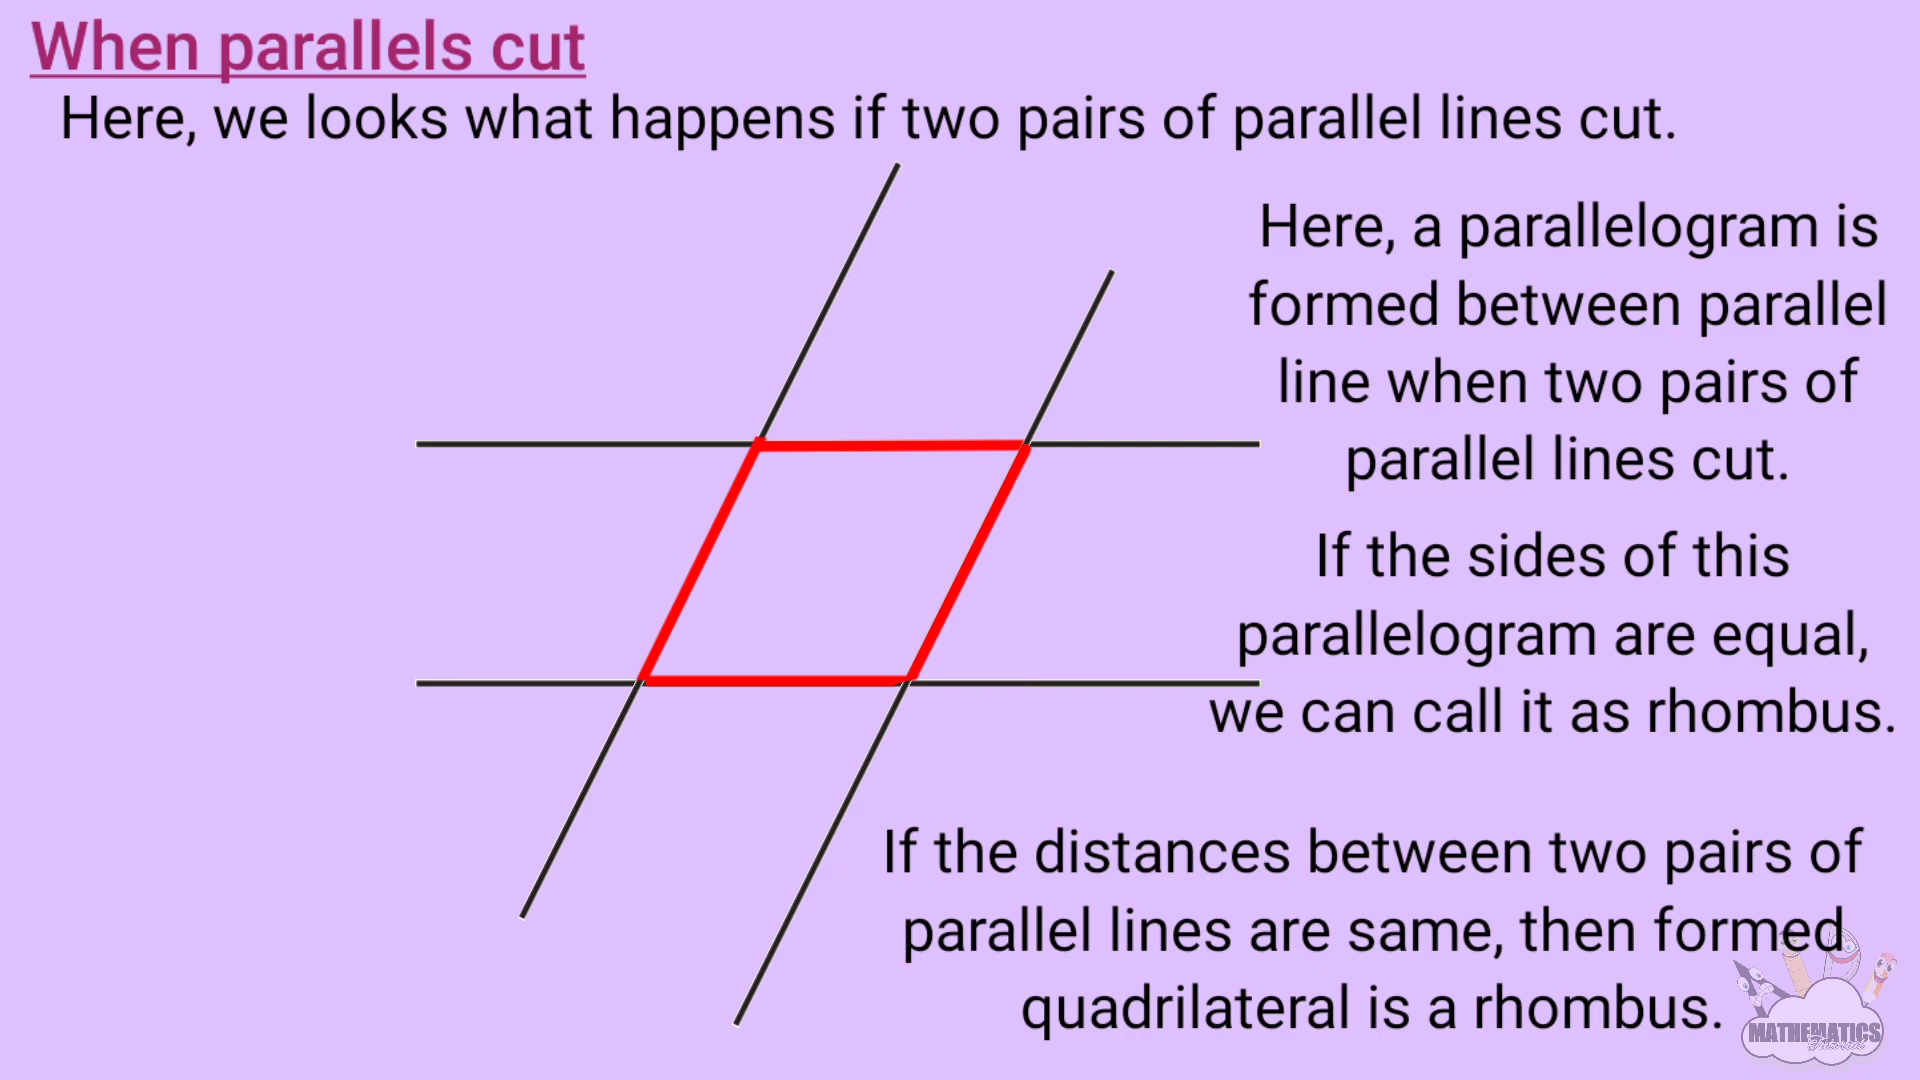 When parallels cut
Here, we looks what happens if two pairs of parallel lines cut.
Here, a parallelogram is
formed between parallel
line when two pairs of
parallel lines cut.
If the sides of this
parallelogram are equal,
we can call it as rhombus.
If the distances between two pairs of
parallel lines are same, then formed
quadrilateral is a rhombus.
MATHEMATICS
Tutorial